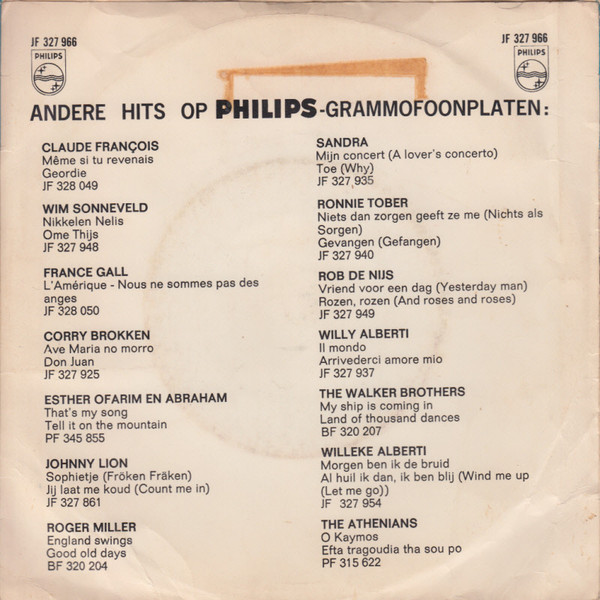 JF 327 966
PHILIPS
JF 327 966
PHILIPS
ANDERE HITS OP PHILIPS-GRAMMOFOONPLATEN:
CLAUDE FRANÇOIS
Même si tu revenais
Geordie
JF 328 049
WIM SONNEVELD
Nikkelen Nelis
Ome Thijs
JF 327 948
FRANCE GALL
L'Amérique - Nous ne sommes pas des
anges
JF 328 050
CORRY BROKKEN
Ave Maria no morro
Don Juan
JF 327 925
ESTHER OFARIM EN ABRAHAM
That's my song
Tell it on the mountain
PF 345 855
JOHNNY LION
Sophietje (Fröken Fräken)
Jij laat me koud (Count me in)
JF 327 861
ROGER MILLER
England swings
Good old days
BF 320 204
SANDRA
Mijn concert (A lover's concerto)
Toe (Why)
JF 327 935
RONNIE TOBER
Niets dan zorgen geeft ze me (Nichts als
Sorgen)
Gevangen (Gefangen)
JF 327 940
ROB DE NIJS
Vriend voor een dag (Yesterday man)
Rozen, rozen (And roses and roses)
JF 327 949
WILLY ALBERTI
Il mondo
Arrivederci amore mio
JF 327 937
THE WALKER BROTHERS
My ship is coming in
Land of thousand dances
BF 320 207
WILLEKE ALBERTI
Morgen ben ik de bruid
Al huil ik dan, ik ben blij (Wind me up
(Let me go))
JF 327 954
THE ATHENIANS
O Kaymos
Efta tragoudia tha sou po
PF 315 622